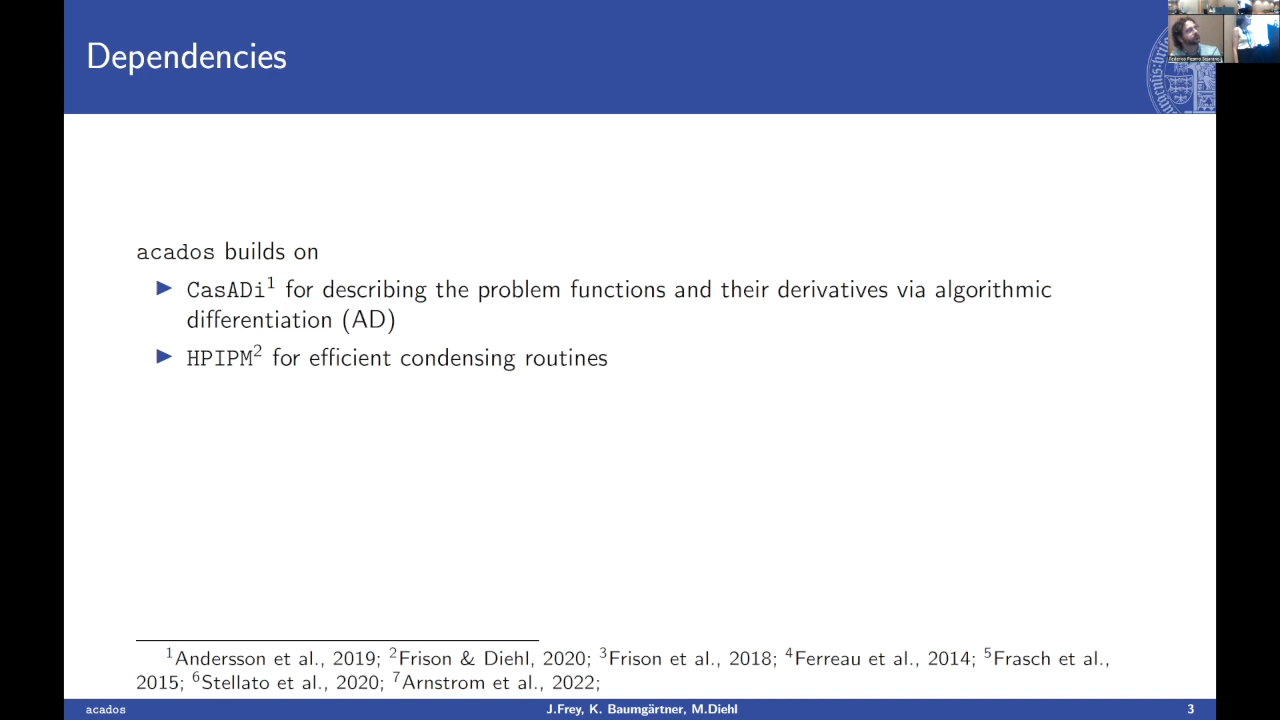 Dependencies
acados builds on
▶ CasADi¹ for describing the problem functions and their derivatives via algorithmic
differentiation (AD)
▶ HPIPM² for efficient condensing routines
¹Andersson et al., 2019; ²Frison & Diehl, 2020; ³Frison et al., 2018; ⁴Ferreau et al., 2014; ⁵Frasch et al.,
2015; ⁶Stellato et al., 2020; ⁷Arnstrom et al., 2022;
acados
J.Frey, K. Baumgärtner, M.Diehl
3